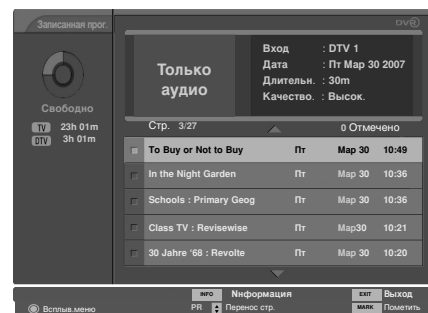 Записанная прог.
DVR
Только
аудио
Вход : DTV 1
Дата : Пт Мар 30 2007
Длительн. : 30m
Качество. : Высок.
Свободно
TV 23h 01m
DTV 3h 01m
Стр. 3/27 0 Отмечено
To Buy or Not to Buy Пт Мар 30 10:49
In the Night Garden Пт Мар 30 10:36
Schools : Primary Geog Пт Мар 30 10:36
Class TV : Revisewise Пт Мар30 10:21
30 Jahre '68 : Revolte Пт Мар 30 10:20
INFO Nнформация EXIT Выход
Всплыв.меню PR Перенос стр. MARK Пометить